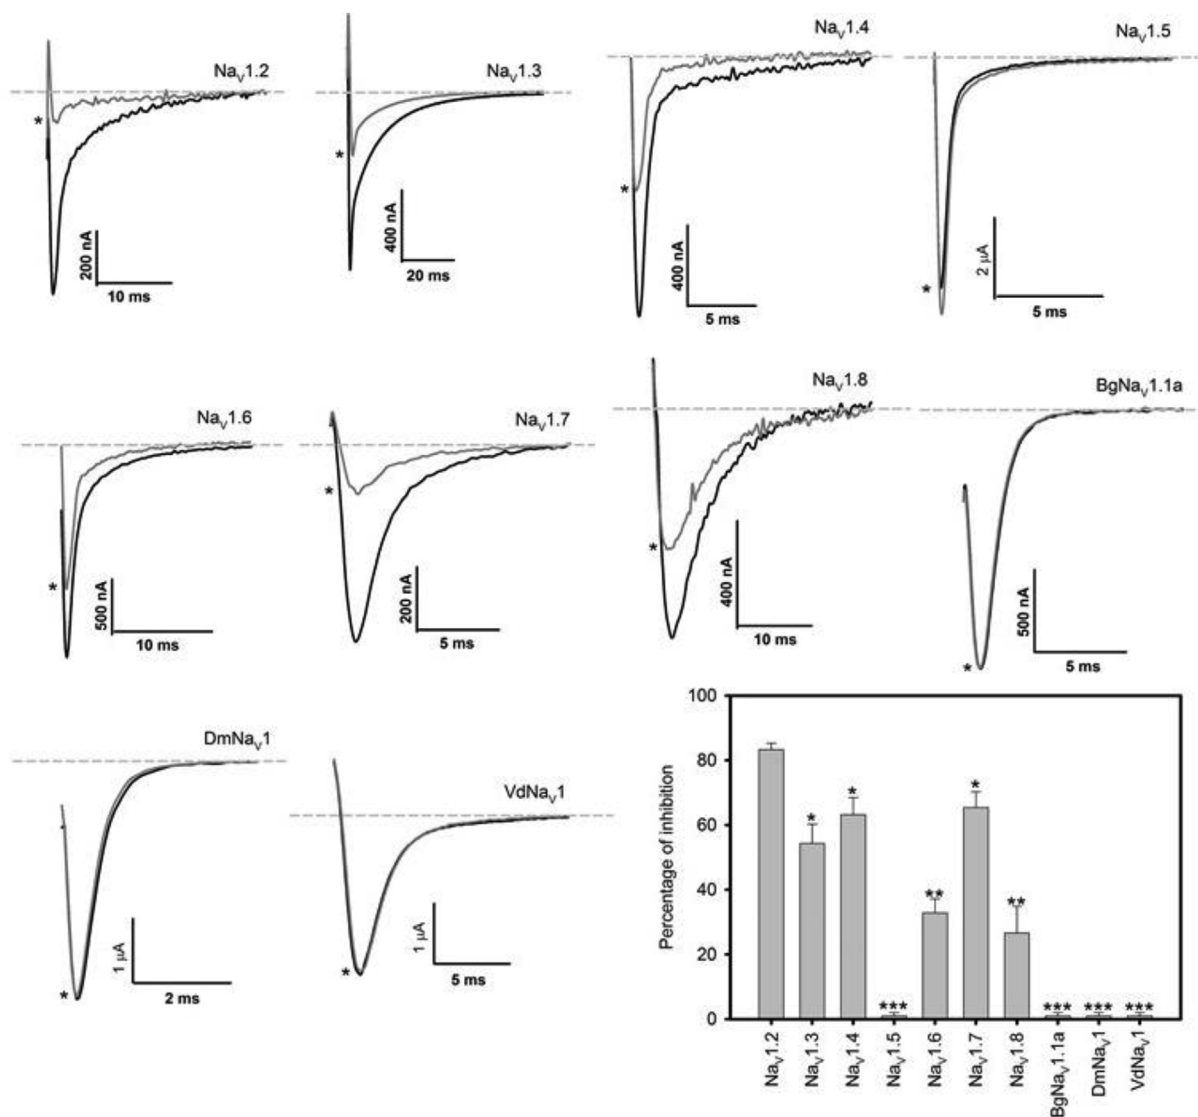 Naᵥ1.2
*
200 nA
10 ms
Naᵥ1.3
*
400 nA
20 ms
Naᵥ1.4
*
400 nA
5 ms
Naᵥ1.5
*
2 µA
5 ms
Naᵥ1.6
*
500 nA
10 ms
Naᵥ1.7
*
200 nA
5 ms
Naᵥ1.8
*
400 nA
10 ms
BgNaᵥ1.1a
*
500 nA
5 ms
DmNaᵥ1
*
1 µA
2 ms
VdNaᵥ1
*
1 µA
5 ms
Percentage of inhibition
100
80
60
40
20
0
*
*
***
**
*
**
***
***
***
Naᵥ1.2
Naᵥ1.3
Naᵥ1.4
Naᵥ1.5
Naᵥ1.6
Naᵥ1.7
Naᵥ1.8
BgNaᵥ1.1a
DmNaᵥ1
VdNaᵥ1